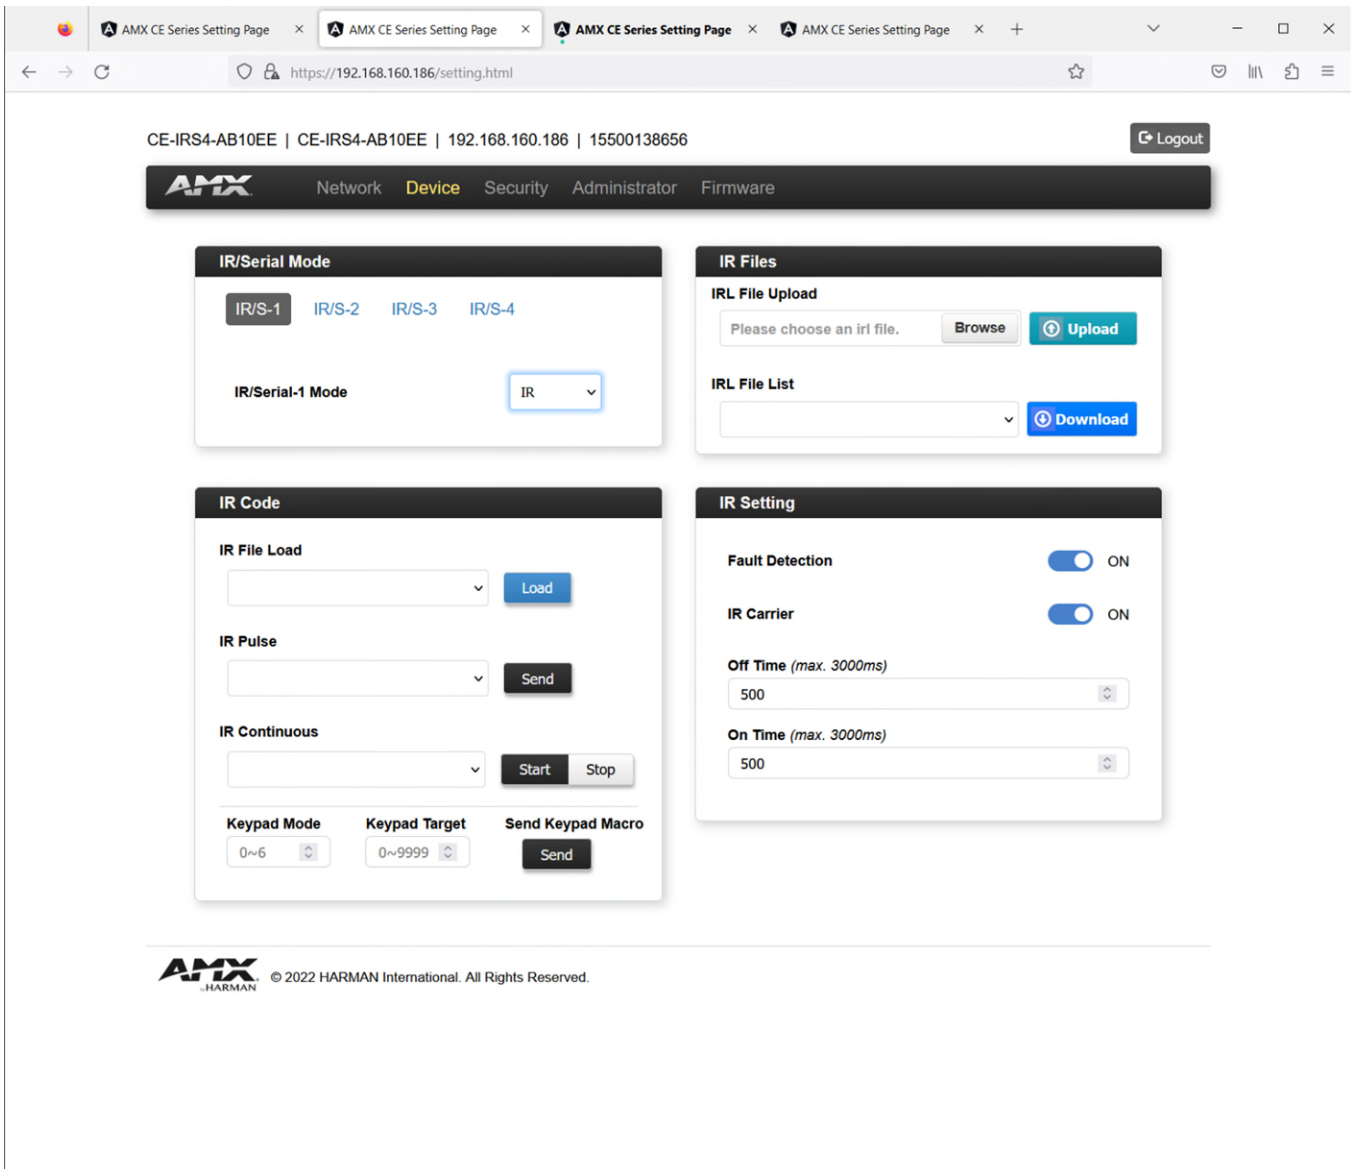 AMX CE Series Setting Page
AMX CE Series Setting Page
AMX CE Series Setting Page
AMX CE Series Setting Page
https://192.168.160.186/setting.html
CE-IRS4-AB10EE | CE-IRS4-AB10EE | 192.168.160.186 | 15500138656
Logout
AMX Network Device Security Administrator Firmware
IR/Serial Mode
IR/S-1 IR/S-2 IR/S-3 IR/S-4
IR/Serial-1 Mode IR
IR Files
IRL File Upload
Please choose an irl file. Browse Upload
IRL File List
Download
IR Code
IR File Load
Load
IR Pulse
Send
IR Continuous
Start Stop
Keypad Mode Keypad Target Send Keypad Macro
0~6 0~9999 Send
IR Setting
Fault Detection ON
IR Carrier ON
Off Time (max. 3000ms)
500
On Time (max. 3000ms)
500
AMX by HARMAN © 2022 HARMAN International. All Rights Reserved.